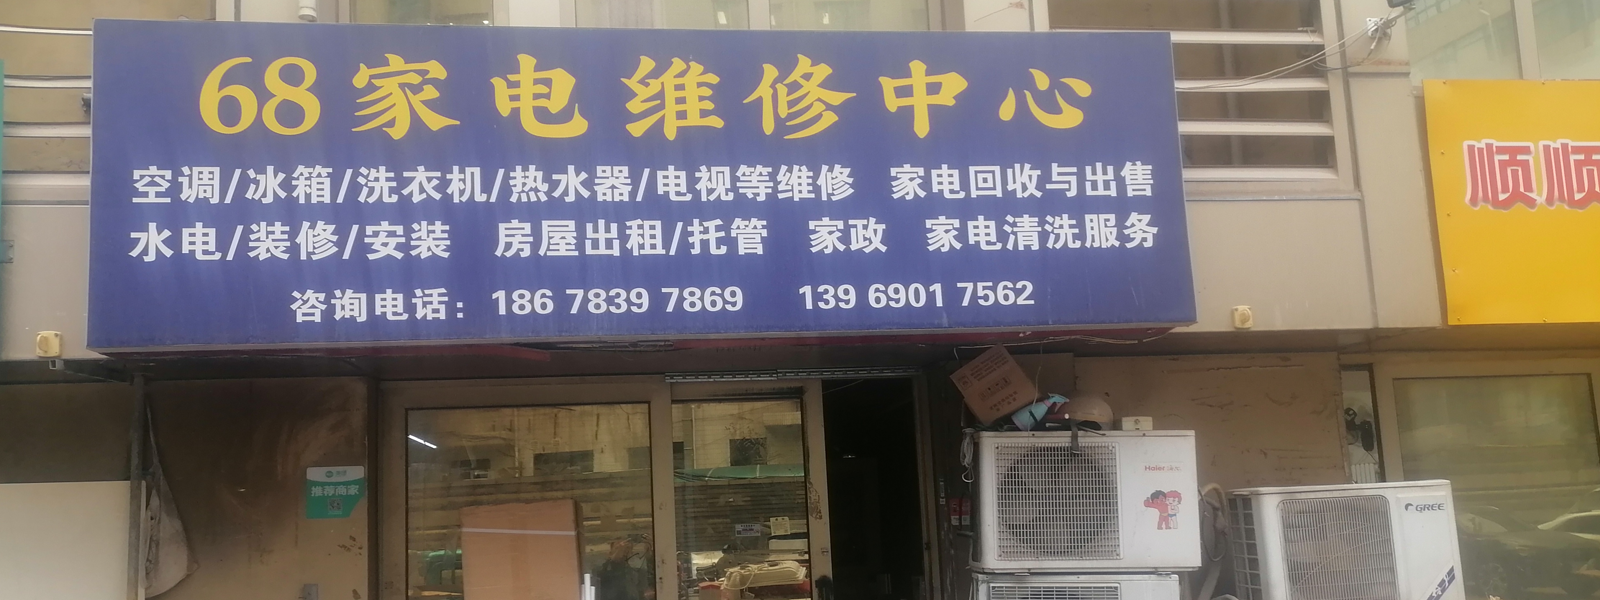 68家电维修中心
空调/冰箱/洗衣机/热水器/电视等维修 家电回收与出售
水电/装修/安装 房屋出租/托管 家政 家电清洗服务
咨询电话: 186 7839 7869 139 6901 7562
顺顺
推荐商家
Haier
GREE